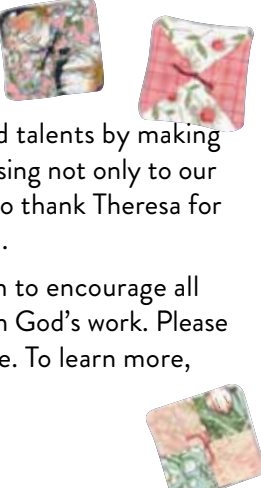 d talents by making
sing not only to our
o thank Theresa for
.
n to encourage all
n God's work. Please
e. To learn more,